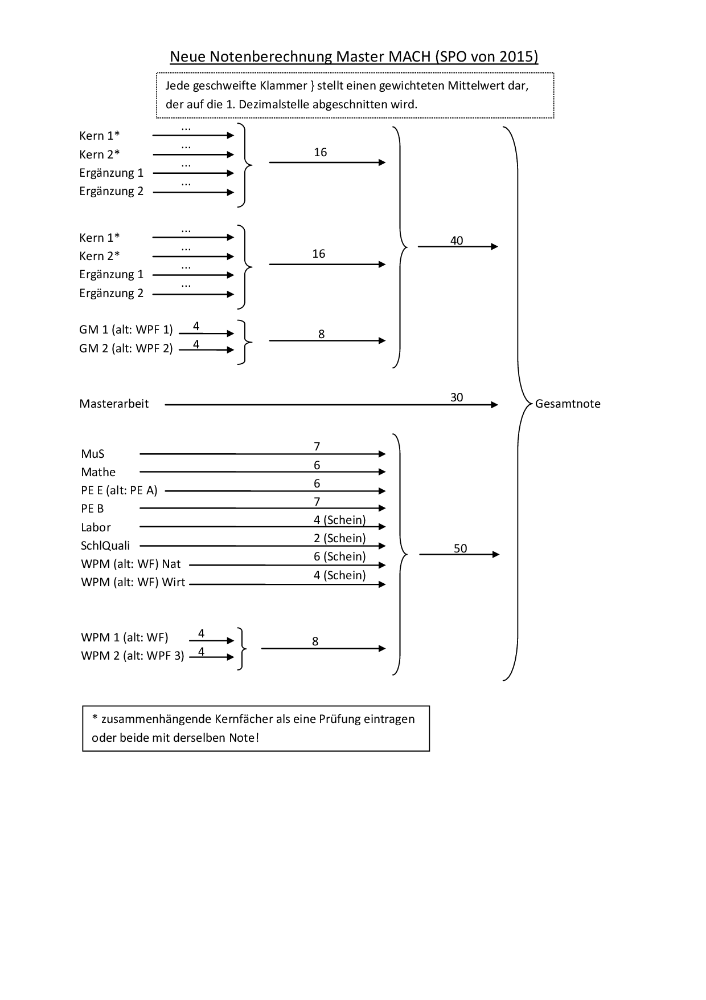 Neue Notenberechnung Master MACH (SPO von 2015)
Jede geschweifte Klammer } stellt einen gewichteten Mittelwert dar,
der auf die 1. Dezimalstelle abgeschnitten wird.
Kern 1* ...
Kern 2* ...
Ergänzung 1 ...
Ergänzung 2 ...
16
Kern 1* ...
Kern 2* ...
Ergänzung 1 ...
Ergänzung 2 ...
16
40
GM 1 (alt: WPF 1) 4
GM 2 (alt: WPF 2) 4
8
Masterarbeit 30
Gesamtnote
MuS 7
Mathe 6
PE E (alt: PE A) 6
PE B 7
Labor 4 (Schein)
SchlQuali 2 (Schein)
WPM (alt: WF) Nat 6 (Schein)
WPM (alt: WF) Wirt 4 (Schein)
50
WPM 1 (alt: WF) 4
WPM 2 (alt: WPF 3) 4
8
* zusammenhängende Kernfächer als eine Prüfung eintragen
oder beide mit derselben Note!